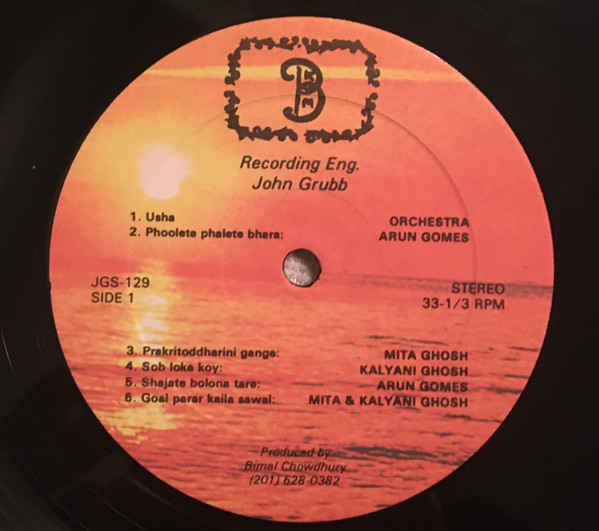 B
Recording Eng.
John Grubb
1. Usha ORCHESTRA
2. Phoolete phalete bhara: ARUN GOMES
JGS-129 STEREO
SIDE 1 33-1/3 RPM
3. Prakritoddharini gange: MITA GHOSH
4. Sob loke koy: KALYANI GHOSH
5. Shajate bolona tare: ARUN GOMES
6. Goal parar kaila sawal: MITA & KALYANI GHOSH
Produced by
Bimal Chowdhury
(201) 628-0382